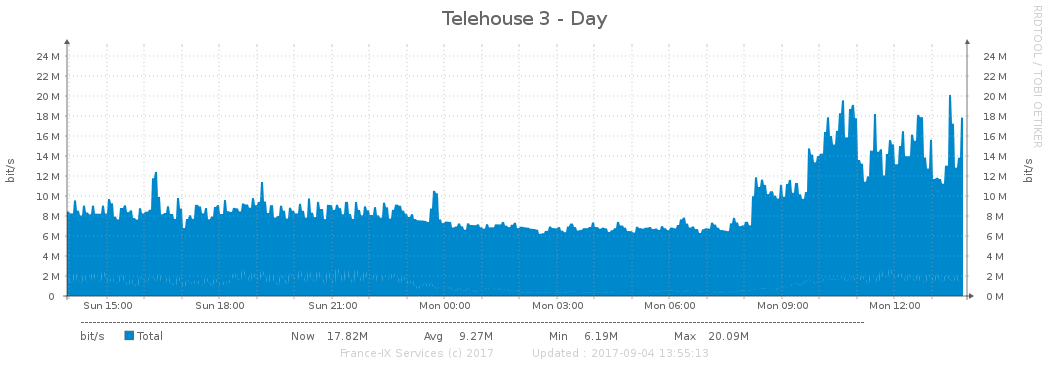 Telehouse 3 - Day
RRDTOOL / TOBI OETIKER
bit/s
bit/s
24 M 24 M
22 M 22 M
20 M 20 M
18 M 18 M
16 M 16 M
14 M 14 M
12 M 12 M
10 M 10 M
8 M 8 M
6 M 6 M
4 M 4 M
2 M 2 M
0 0 M
Sun 15:00 Sun 18:00 Sun 21:00 Mon 00:00 Mon 03:00 Mon 06:00 Mon 09:00 Mon 12:00
bit/s Total Now 17.82M Avg 9.27M Min 6.19M Max 20.09M
France-IX Services (c) 2017 Updated : 2017-09-04 13:55:13